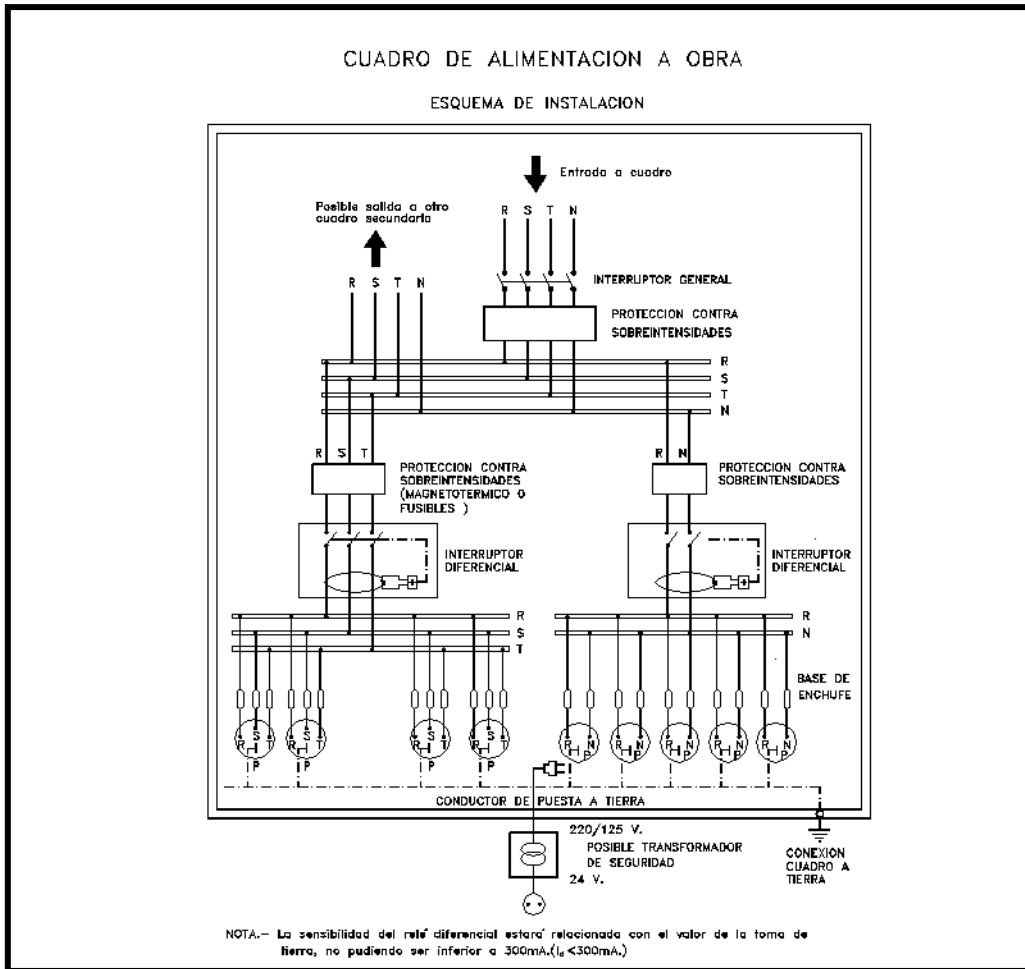 CUADRO DE ALIMENTACION A OBRA
ESQUEMA DE INSTALACION
Entrada a cuadro
Posible salida a otro
cuadro secundaria
R S T N
R S T N
INTERRUPTOR GENERAL
PROTECCION CONTRA
SOBREINTENSIDADES
R
S
T
N
R S T
R N
PROTECCION CONTRA
SOBREINTENSIDADES
(MAGNETOTERMICO O
FUSIBLES )
PROTECCION CONTRA
SOBREINTENSIDADES
INTERRUPTOR
DIFERENCIAL
INTERRUPTOR
DIFERENCIAL
R
S
T
R
N
BASE DE
ENCHUFE
R S T P
R S T P
R S T P
R S T P
R N P
R N P
R N P
R N P
R N P
CONDUCTOR DE PUESTA A TIERRA
220/125 V.
POSIBLE TRANSFORMADOR
DE SEGURIDAD
24 V.
CONEXION
CUADRO A
TIERRA
NOTA.- La sensibilidad del relé diferencial estará relacionada con el valor de la toma de
tierra, no pudiendo ser inferior a 300mA.(Id <300mA.)